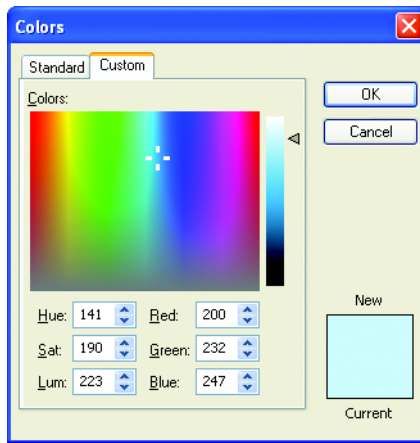 Colors
Standard Custom
Colors:
OK
Cancel
Hue: 141 Red: 200
Sat: 190 Green: 232
Lum: 223 Blue: 247
New
Current